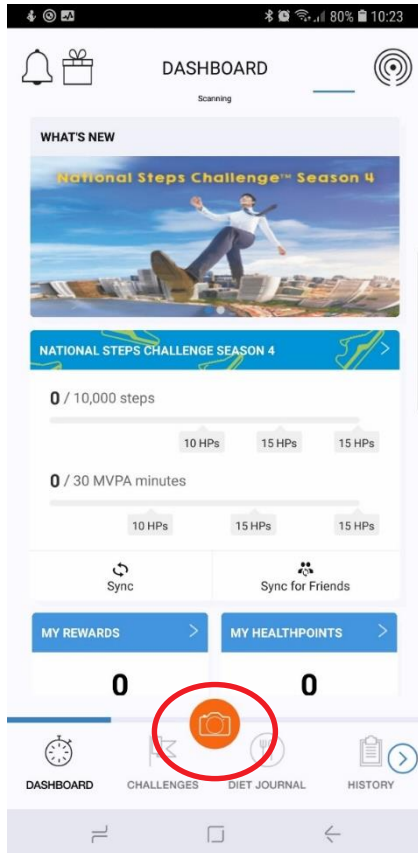 80% 10:23
DASHBOARD
Scanning
WHAT'S NEW
National Steps Challenge™ Season 4
NATIONAL STEPS CHALLENGE SEASON 4
0 / 10,000 steps
10 HPs 15 HPs 15 HPs
0 / 30 MVPA minutes
10 HPs 15 HPs 15 HPs
Sync Sync for Friends
MY REWARDS MY HEALTHPOINTS
0 0
DASHBOARD CHALLENGES DIET JOURNAL HISTORY